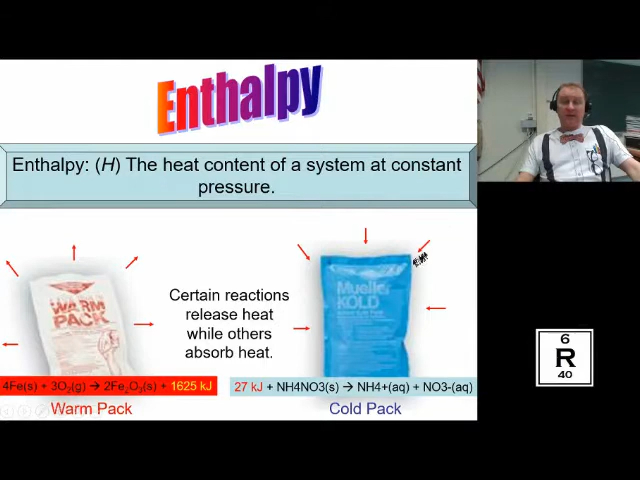 Enthalpy
Enthalpy: (H) The heat content of a system at constant
pressure.
Certain reactions
release heat
while others
absorb heat.
WARM
PACK
Mueller
KOLD
4Fe(s) + 3O₂(g) → 2Fe₂O₃(s) + 1625 kJ
27 kJ + NH4NO3(s) → NH4+(aq) + NO3-(aq)
Warm Pack
Cold Pack
6
R
40